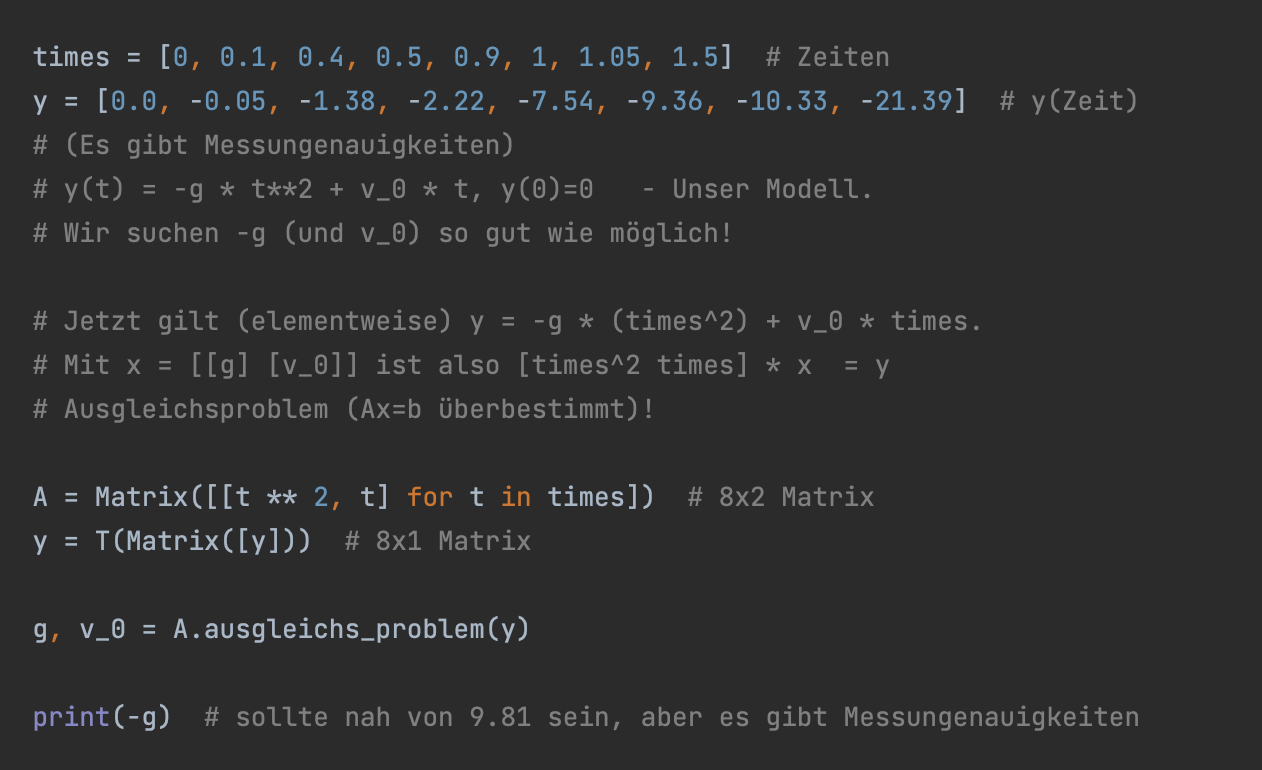 times = [0, 0.1, 0.4, 0.5, 0.9, 1, 1.05, 1.5]  # Zeiten
y = [0.0, -0.05, -1.38, -2.22, -7.54, -9.36, -10.33, -21.39]  # y(Zeit)
# (Es gibt Messungenauigkeiten)
# y(t) = -g * t**2 + v_0 * t, y(0)=0   - Unser Modell.
# Wir suchen -g (und v_0) so gut wie möglich!
# Jetzt gilt (elementweise) y = -g * (times^2) + v_0 * times.
# Mit x = [[g] [v_0]] ist also [times^2 times] * x  = y
# Ausgleichsproblem (Ax=b überbestimmt)!
A = Matrix([[t ** 2, t] for t in times])  # 8x2 Matrix
y = T(Matrix([y]))  # 8x1 Matrix
g, v_0 = A.ausgleichs_problem(y)
print(-g)  # sollte nah von 9.81 sein, aber es gibt Messungenauigkeiten